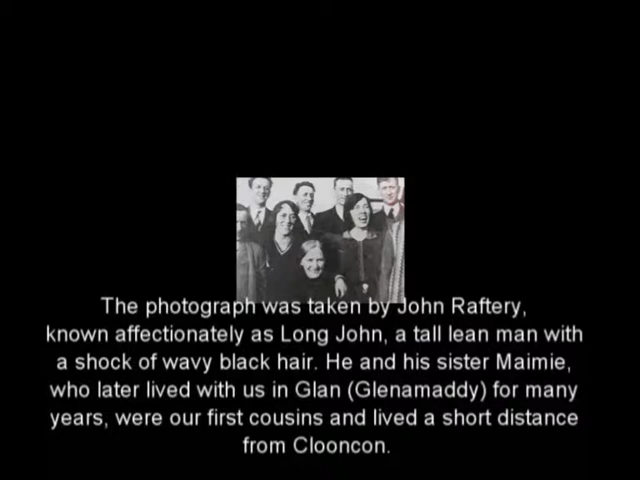 The photograph was taken by John Raftery,
known affectionately as Long John, a tall lean man with
a shock of wavy black hair. He and his sister Maimie,
who later lived with us in Glan (Glenamaddy) for many
years, were our first cousins and lived a short distance
from Clooncon.